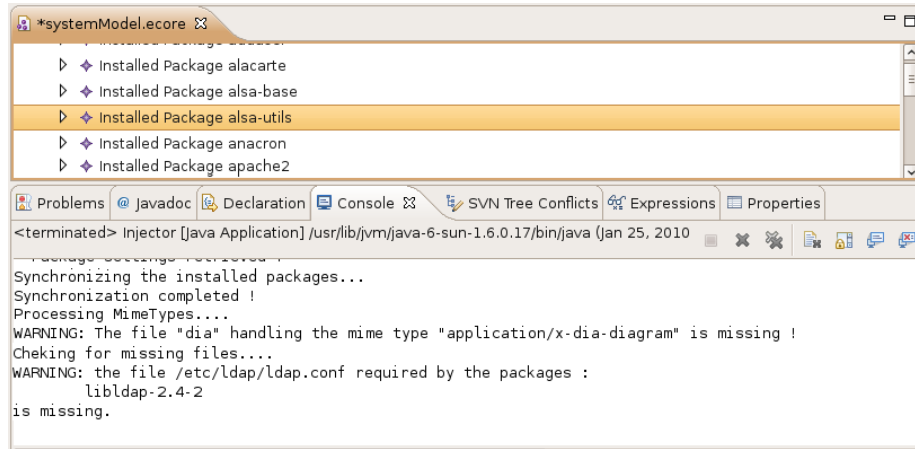 *systemModel.ecore
Installed Package alacarte
Installed Package alsa-base
Installed Package alsa-utils
Installed Package anacron
Installed Package apache2
Problems @ Javadoc Declaration Console SVN Tree Conflicts Expressions Properties
<terminated> Injector [Java Application] /usr/lib/jvm/java-6-sun-1.6.0.17/bin/java (Jan 25, 2010
Package Settings retrieved !
Synchronizing the installed packages...
Synchronization completed !
Processing MimeTypes....
WARNING: The file "dia" handling the mime type "application/x-dia-diagram" is missing !
Cheking for missing files....
WARNING: the file /etc/ldap/ldap.conf required by the packages :
libldap-2.4-2
is missing.